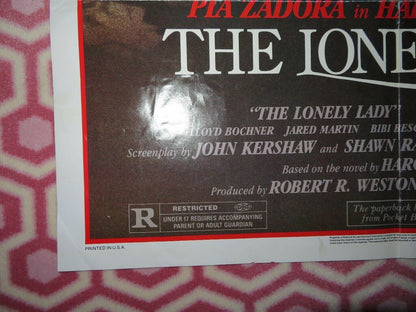 PIA ZADORA in HA
THE LONE
"THE LONELY LADY"
LLOYD BOCHNER JARED MARTIN BIBI BESC
Screenplay by JOHN KERSHAW and SHAWN RA
Based on the novel by HARO
Produced by ROBERT R. WESTON
R
RESTRICTED
UNDER 17 REQUIRES ACCOMPANYING
PARENT OR ADULT GUARDIAN
The paperback
from Pocket
PRINTED IN U.S.A.